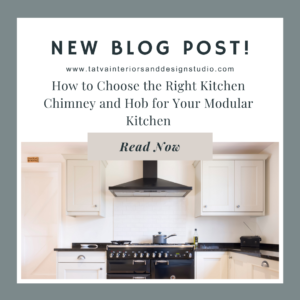 NEW BLOG POST!
www.tatvainteriorsanddesignstudio.com
How to Choose the Right Kitchen
Chimney and Hob for Your Modular
Kitchen
Read Now